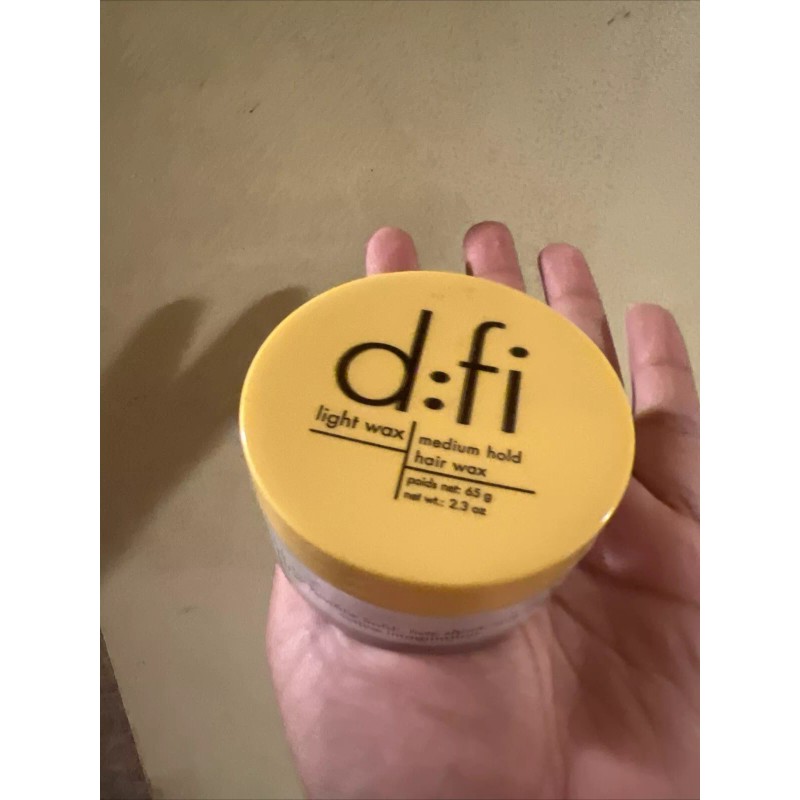 d:fi
light wax
medium hold
hair wax
poids net: 65 g
net wt.: 2.3 oz